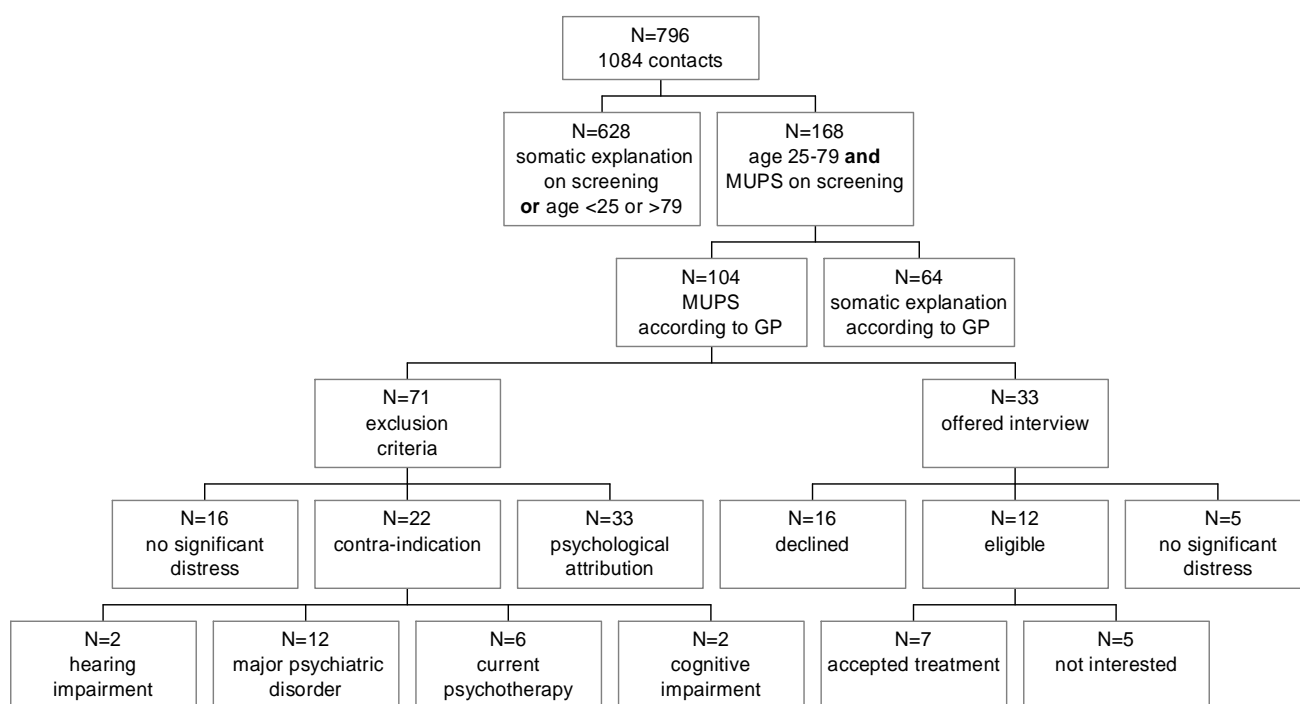 N=796
1084 contacts
N=628
somatic explanation
on screening
or age <25 or >79
N=168
age 25-79 and
MUPS on screening
N=104
MUPS
according to GP
N=64
somatic explanation
according to GP
N=71
exclusion
criteria
N=33
offered interview
N=16
no significant
distress
N=22
contra-indication
N=33
psychological
attribution
N=16
declined
N=12
eligible
N=5
no significant
distress
N=2
hearing
impairment
N=12
major psychiatric
disorder
N=6
current
psychotherapy
N=2
cognitive
impairment
N=7
accepted treatment
N=5
not interested